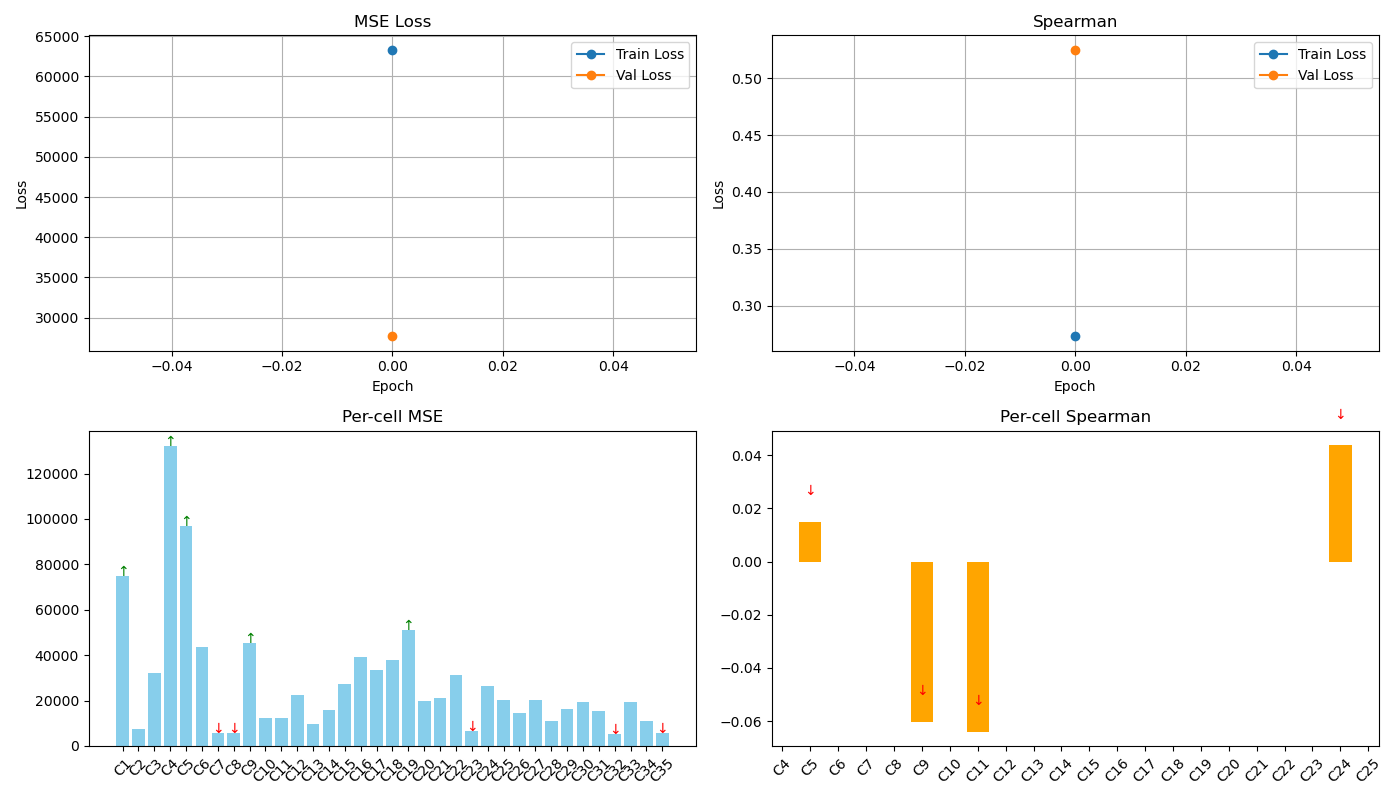 MSE Loss
65000
60000
55000
50000
45000
40000
35000
30000
Loss
Train Loss
Val Loss
−0.04 −0.02 0.00 0.02 0.04
Epoch
Spearman
0.50
0.45
0.40
0.35
0.30
Loss
Train Loss
Val Loss
−0.04 −0.02 0.00 0.02 0.04
Epoch
Per-cell MSE
120000
100000
80000
60000
40000
20000
0
↑ ↑ ↑ ↓ ↓ ↑ ↑ ↓ ↓ ↓
C1 C2 C3 C4 C5 C6 C7 C8 C9 C10 C11 C12 C13 C14 C15 C16 C17 C18 C19 C20 C21 C22 C23 C24 C25 C26 C27 C28 C29 C30 C31 C32 C33 C34 C35
Per-cell Spearman
0.04
0.02
0.00
−0.02
−0.04
−0.06
↓ ↓ ↓ ↓
C4 C5 C6 C7 C8 C9 C10 C11 C12 C13 C14 C15 C16 C17 C18 C19 C20 C21 C22 C23 C24 C25